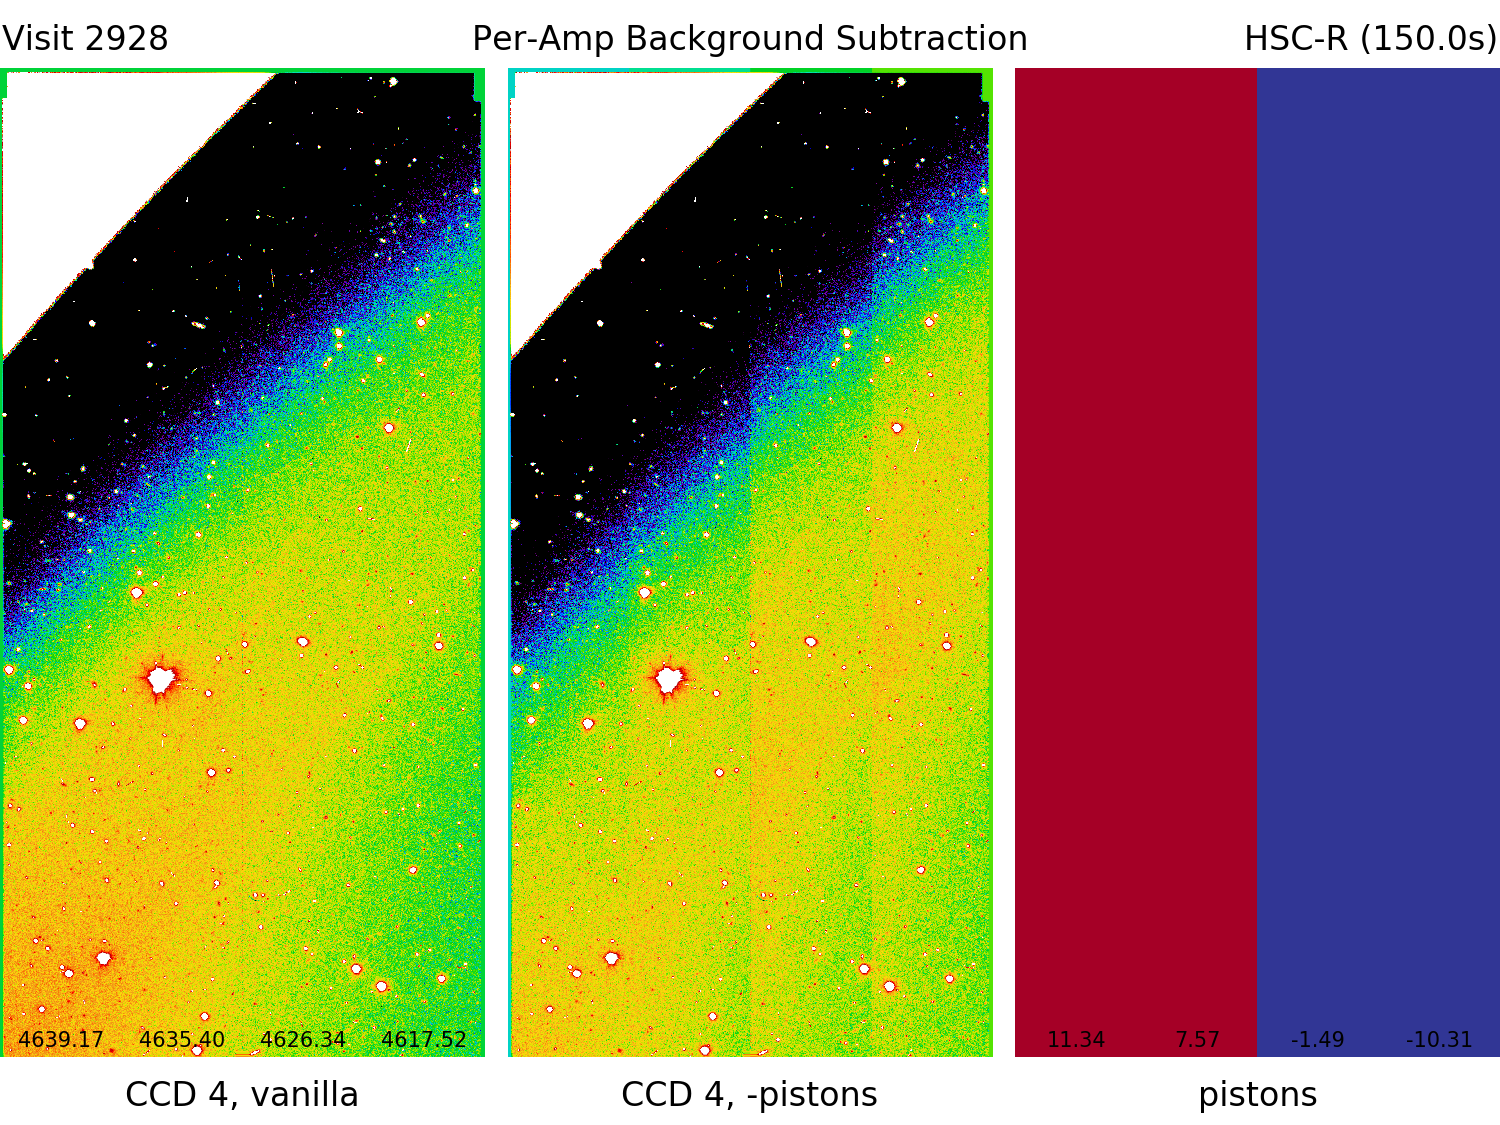 Visit 2928 Per-Amp Background Subtraction HSC-R (150.0s)
4639.17 4635.40 4626.34 4617.52 11.34 7.57 -1.49 -10.31
CCD 4, vanilla CCD 4, -pistons pistons